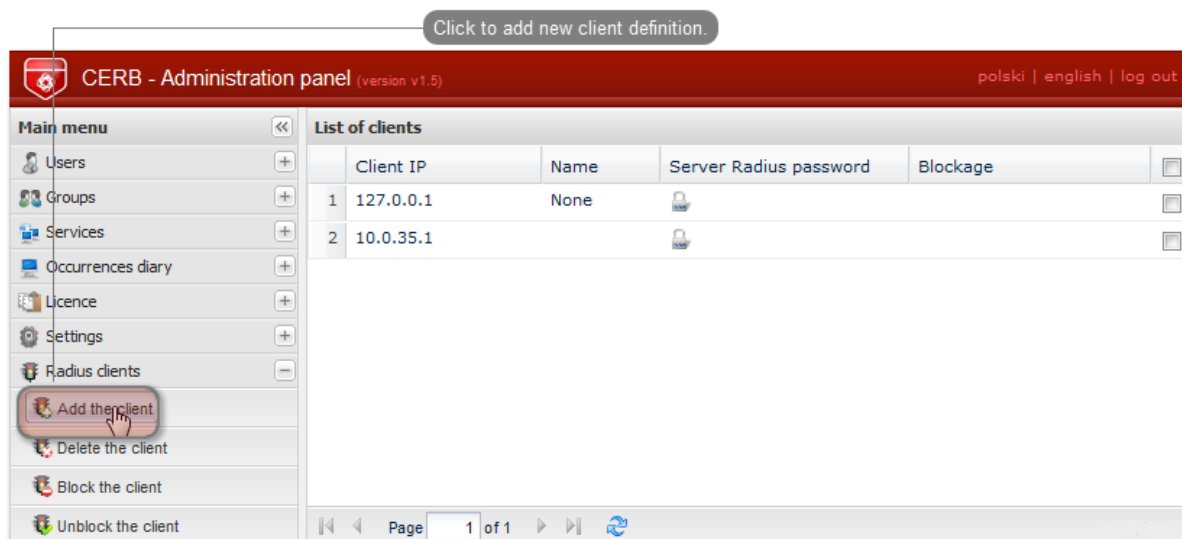 Click to add new client definition.
CERB - Administration panel (version v1.5)
polski | english | log out
Main menu
Users
Groups
Services
Occurrences diary
Licence
Settings
Radius clients
Add the client
Delete the client
Block the client
Unblock the client
List of clients
Client IP Name Server Radius password Blockage
1 127.0.0.1 None
2 10.0.35.1
Page 1 of 1